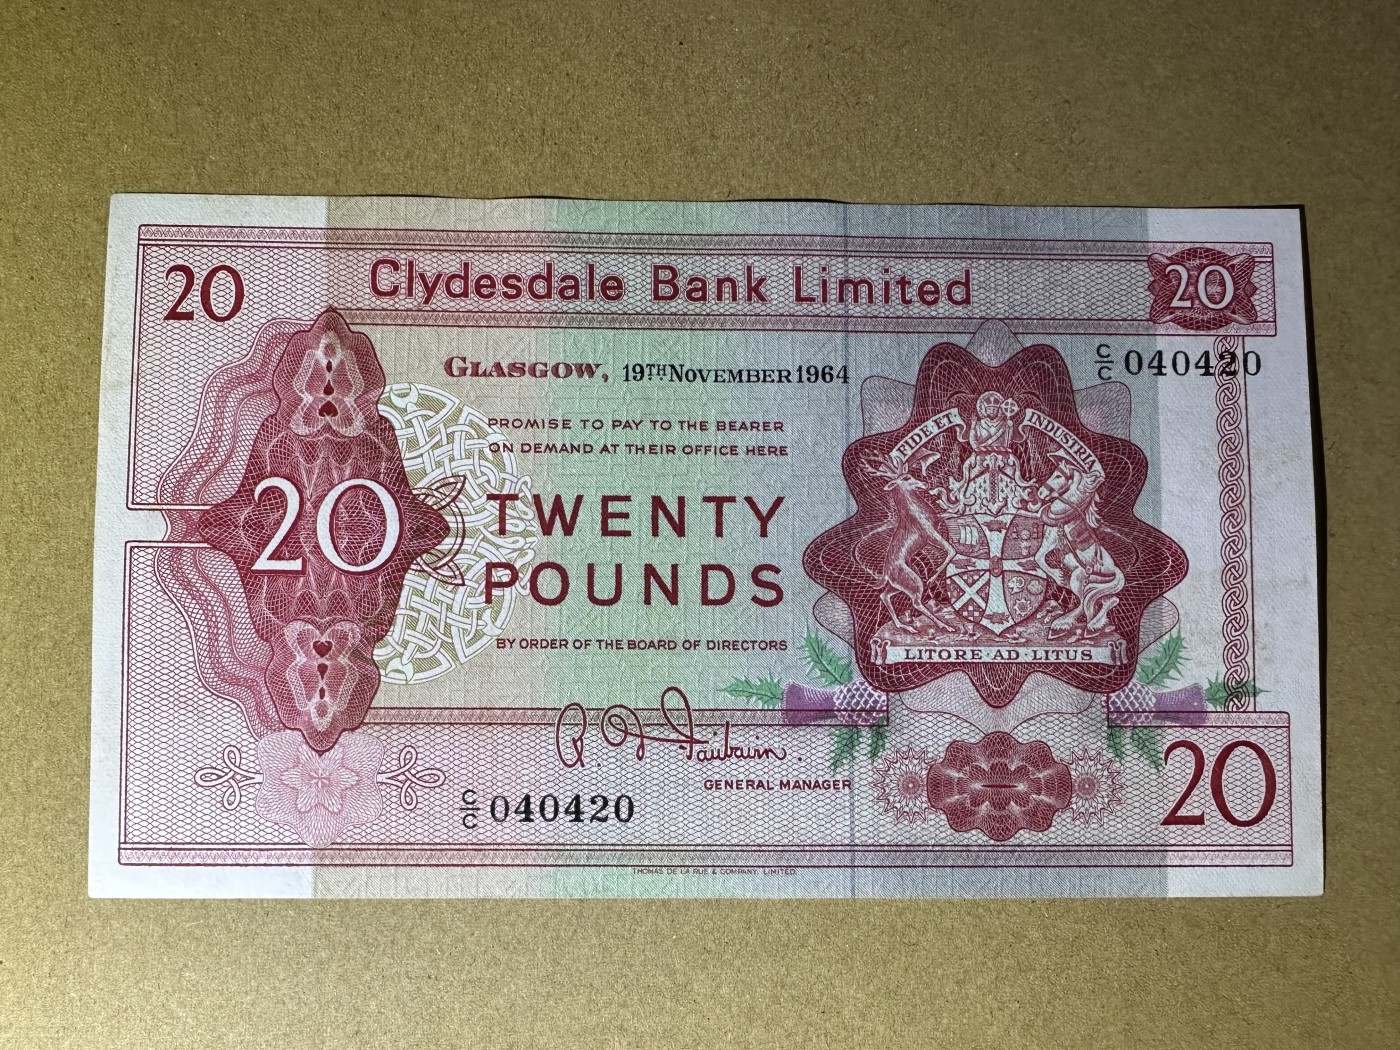 20
Clydesdale Bank Limited
20
GLASGOW, 19TH NOVEMBER 1964
C/C 040420
PROMISE TO PAY TO THE BEARER
ON DEMAND AT THEIR OFFICE HERE
FIDE ET INDUSTRIA
20
TWENTY
POUNDS
BY ORDER OF THE BOARD OF DIRECTORS
LITORE·AD·LITUS
R. D. Fairbairn.
GENERAL MANAGER
C/C 040420
20
THOMAS DE LA RUE & COMPANY, LIMITED.